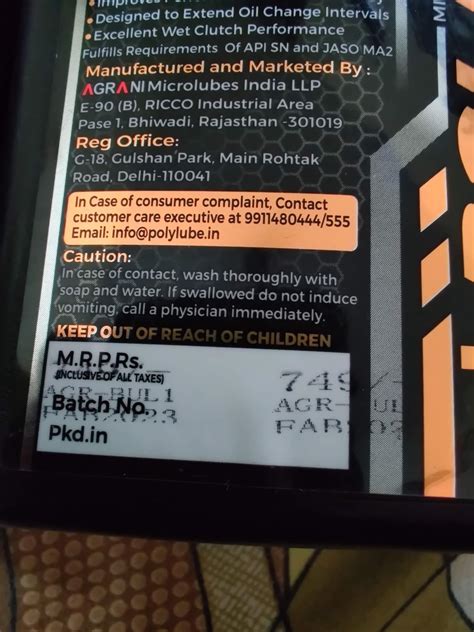 Designed to Extend Oil Change Intervals
Excellent Wet Clutch Performance
Fulfills Requirements Of API SN and JASO MA2
Manufactured and Marketed By :
AGRANI Microlubes India LLP
E-90 (B), RICCO Industrial Area
Pase 1, Bhiwadi, Rajasthan -301019
Reg Office:
G-18, Gulshan Park, Main Rohtak
Road, Delhi-110041
In Case of consumer complaint, Contact
customer care executive at 9911480444/555
Email: info@polylube.in
Caution:
In case of contact, wash thoroughly with
soap and water. If swallowed do not induce
vomiting, call a physician immediately.
KEEP OUT OF REACH OF CHILDREN
M.R.P.Rs.
(INCLUSIVE OF ALL TAXES)
749/-
AGR-BUL1
Batch No.
Pkd.in